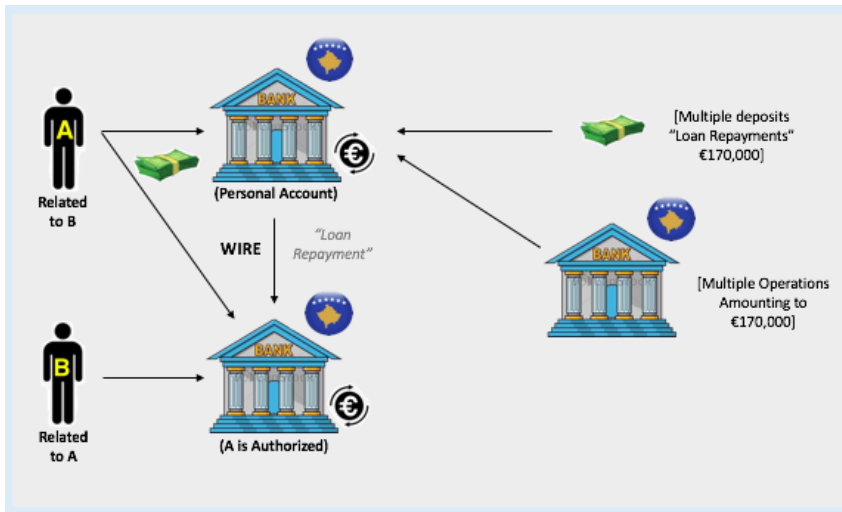 A
Related
to B
BANK
(Personal Account)
€
[Multiple deposits
"Loan Repayments"
€170,000]
WIRE
"Loan
Repayment"
BANK
[Multiple Operations
Amounting to
€170,000]
B
Related
to A
BANK
€
(A is Authorized)